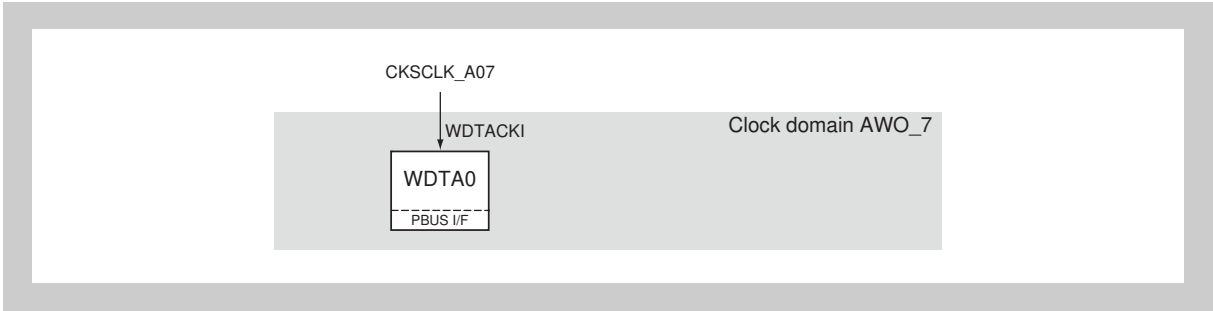 CKSCLK_A07
WDTACKI
Clock domain AWO_7
WDTA0
PBUS I/F